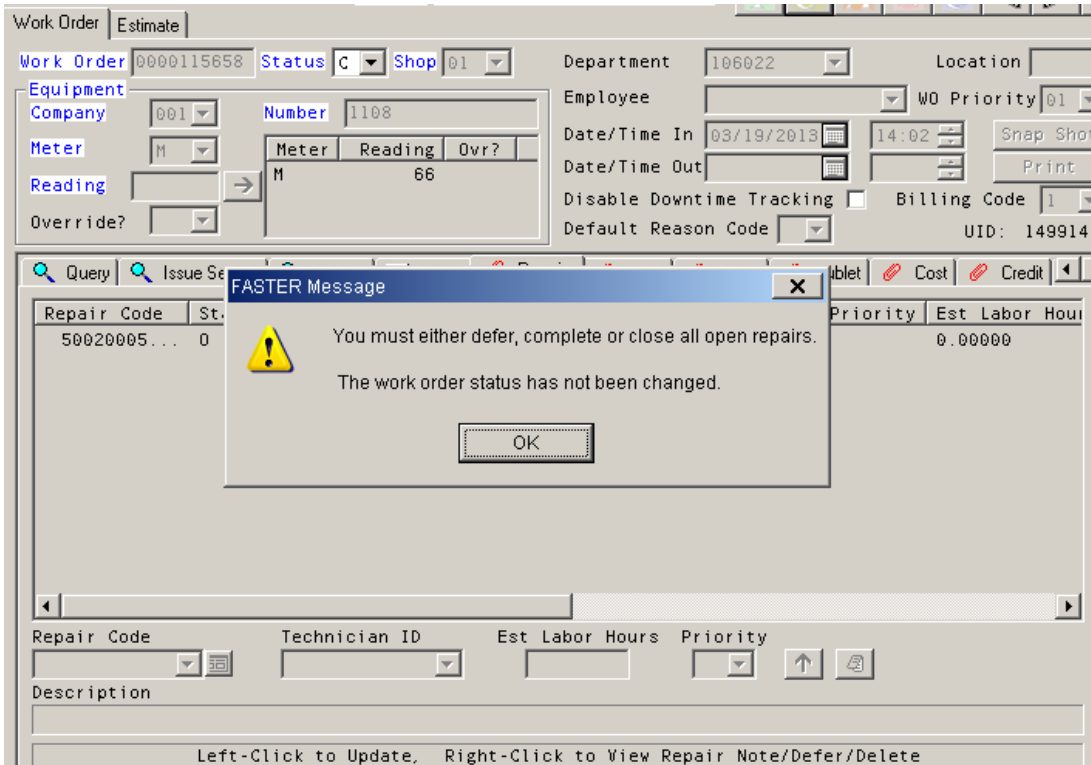 Work Order Estimate
Work Order 0000115658 Status C Shop 01 Department 106022 Location
Equipment
Company 001 Number 1108 Employee WO Priority 01
Meter M Meter Reading Ovr? Date/Time In 03/19/2013 14:02 Snap Shot
M 66
Reading Date/Time Out Print
Disable Downtime Tracking Billing Code 1
Override? Default Reason Code UID: 149914
Query Issue Se Cost Credit
FASTER Message
Repair Code Priority Est Labor Hour
50020005... O 0.00000
You must either defer, complete or close all open repairs.
The work order status has not been changed.
OK
Repair Code Technician ID Est Labor Hours Priority
Description
Left-Click to Update, Right-Click to View Repair Note/Defer/Delete